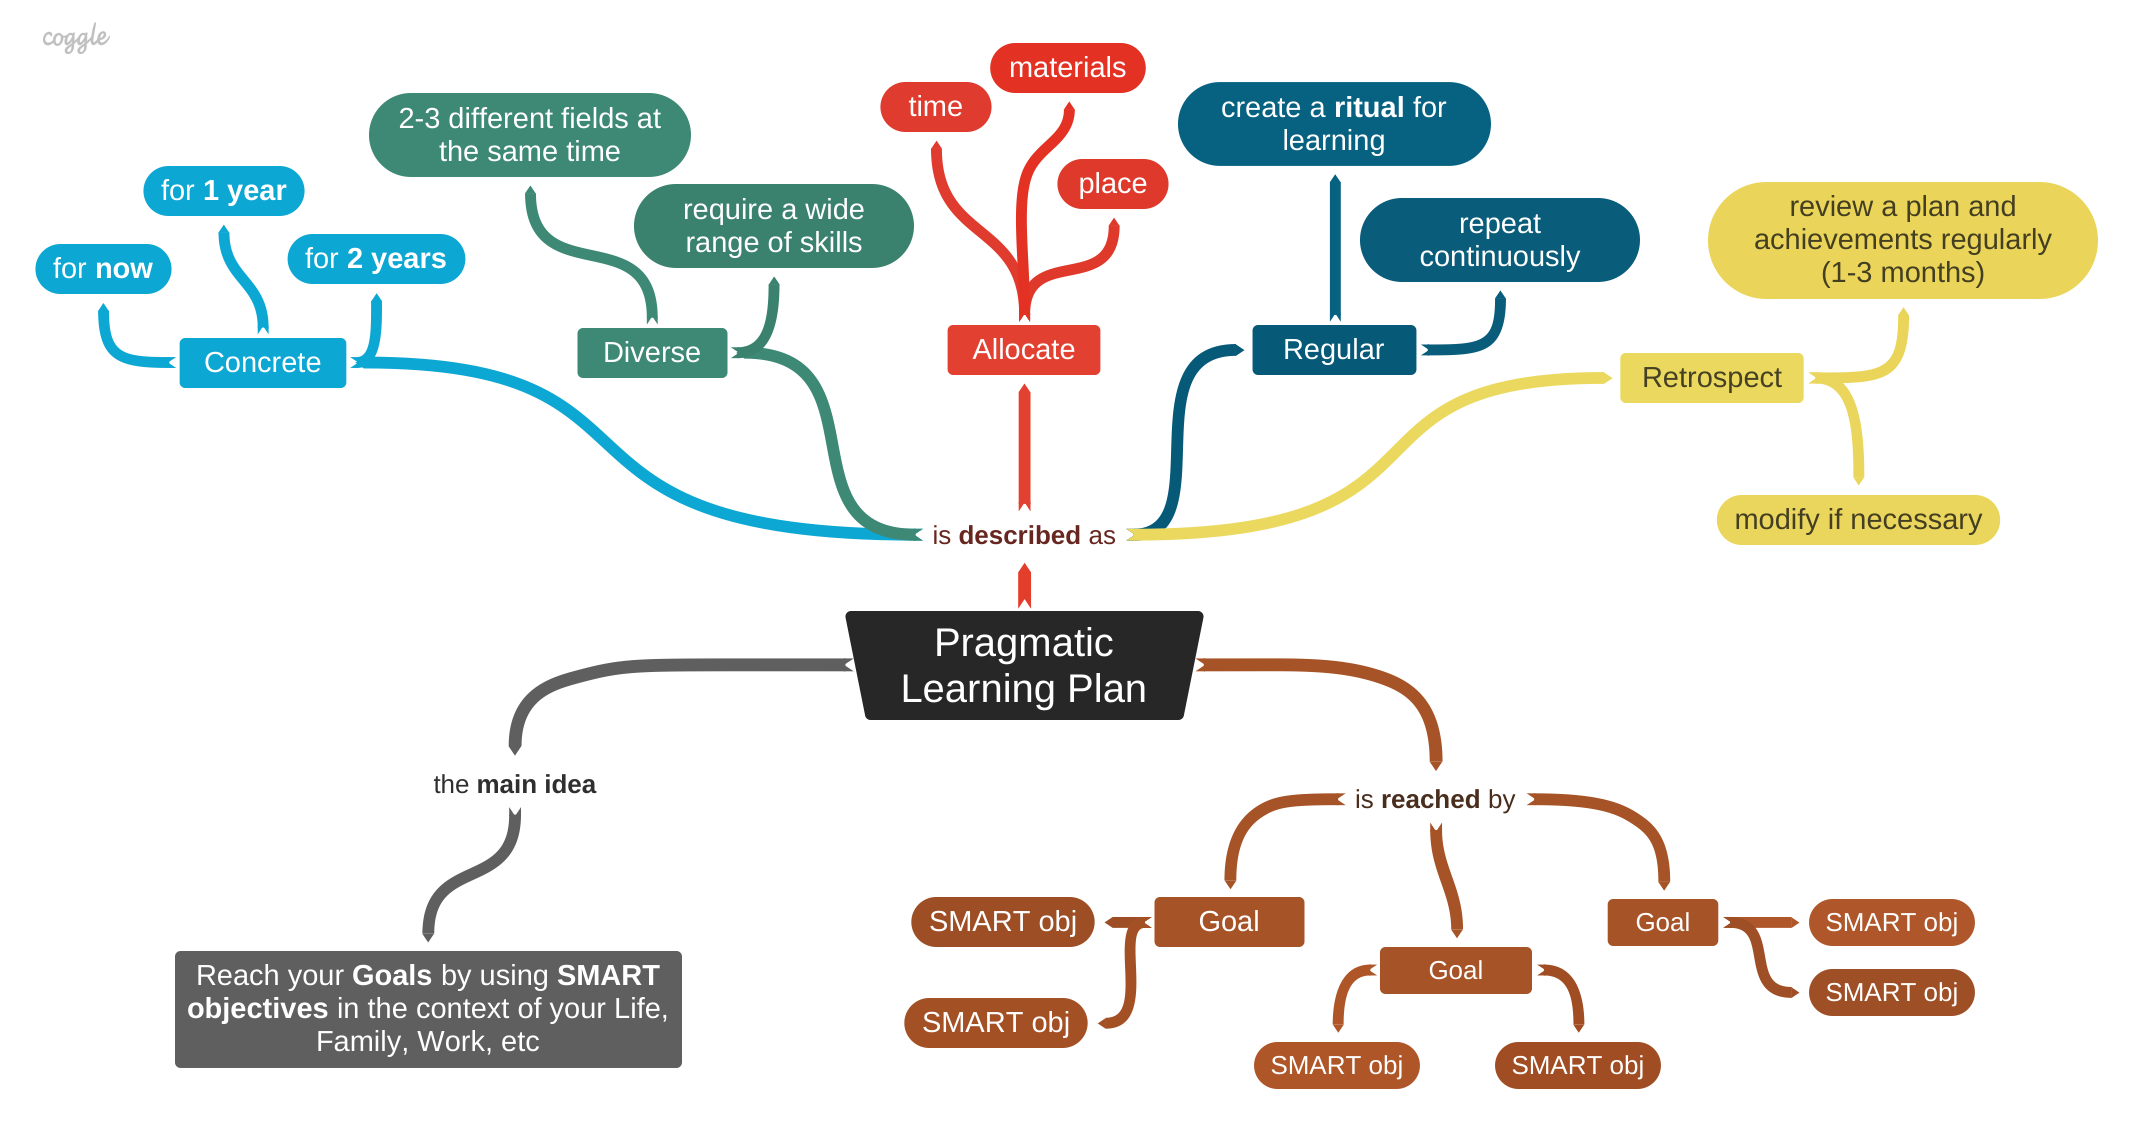 coggle
for now
for 1 year
for 2 years
Concrete
2-3 different fields at
the same time
require a wide
range of skills
Diverse
time
materials
place
Allocate
create a ritual for
learning
repeat
continuously
Regular
review a plan and
achievements regularly
(1-3 months)
Retrospect
modify if necessary
is described as
Pragmatic
Learning Plan
the main idea
Reach your Goals by using SMART
objectives in the context of your Life,
Family, Work, etc
is reached by
Goal
SMART obj
SMART obj
Goal
SMART obj
SMART obj
Goal
SMART obj
SMART obj